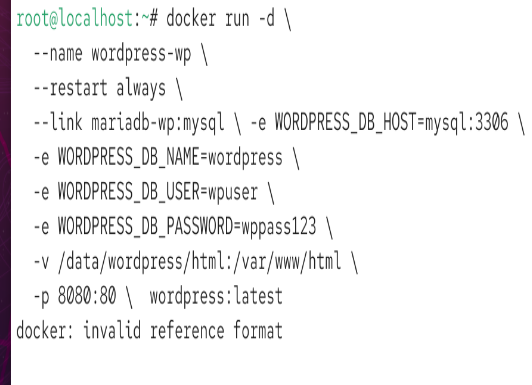 root@localhost:~# docker run -d \
--name wordpress-wp \
--restart always \
--link mariadb-wp:mysql \ -e WORDPRESS_DB_HOST=mysql:3306 \
-e WORDPRESS_DB_NAME=wordpress \
-e WORDPRESS_DB_USER=wpuser \
-e WORDPRESS_DB_PASSWORD=wppass123 \
-v /data/wordpress/html:/var/www/html \
-p 8080:80 \  wordpress:latest
docker: invalid reference format